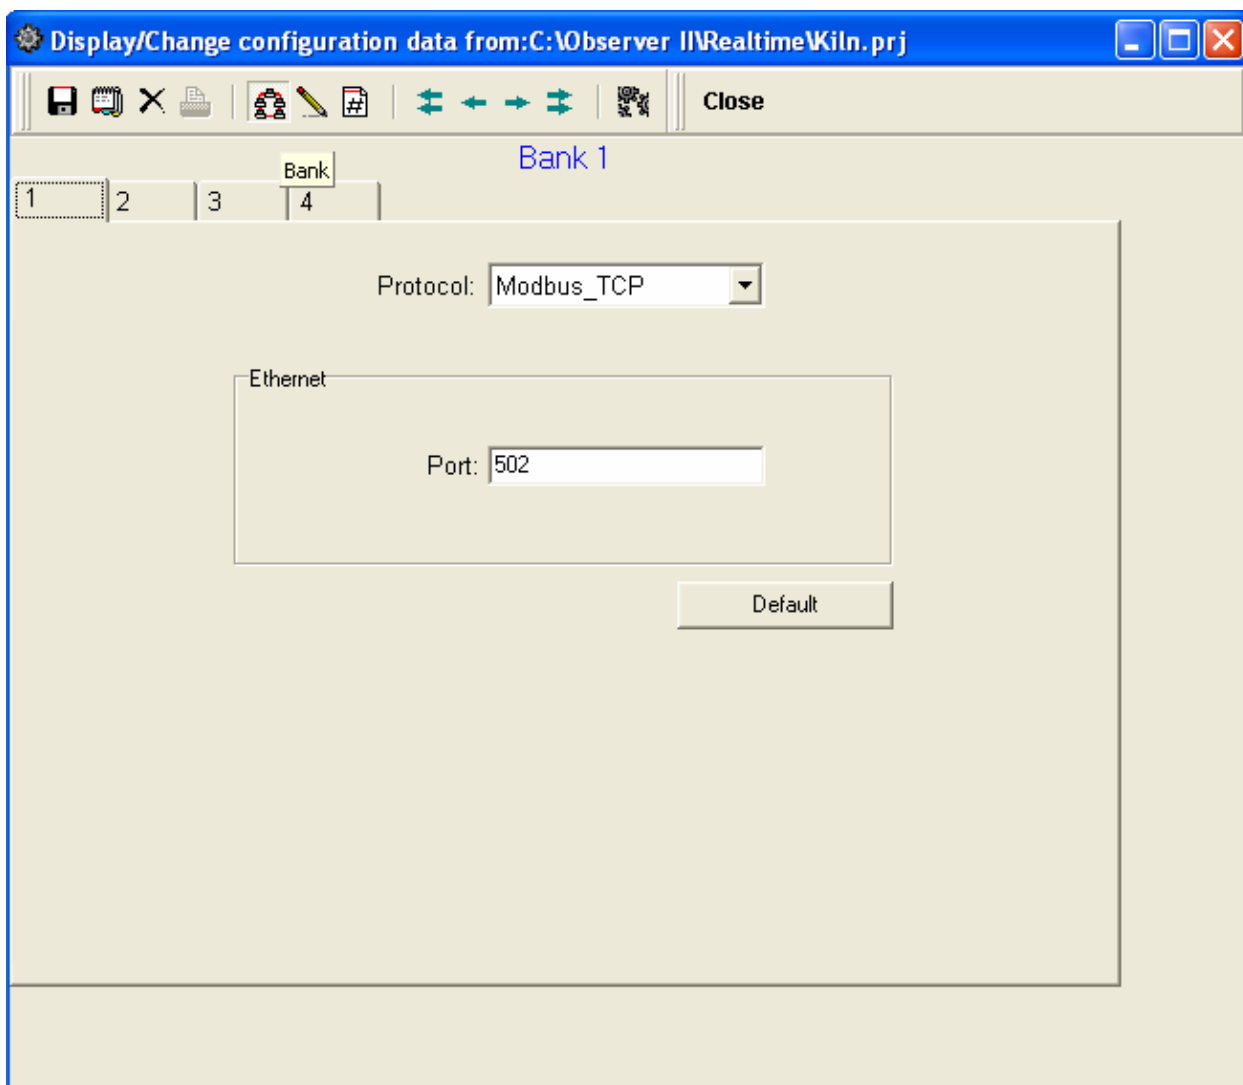 Display/Change configuration data from:C:\Observer II\Realtime\Kiln.prj
# Close
Bank 1
Bank
1 2 3 4
Protocol: Modbus_TCP
Ethernet
Port: 502
Default